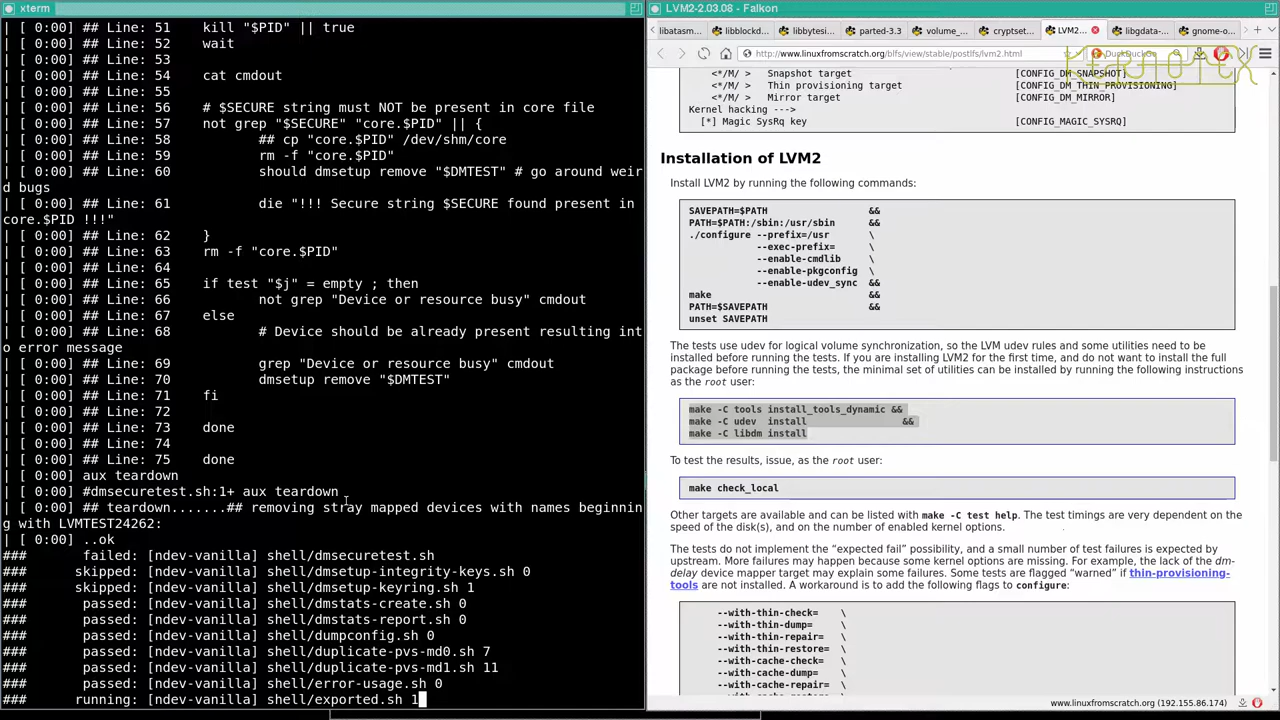 xterm
| [ 0:00] ## Line: 51    kill "$PID" || true
| [ 0:00] ## Line: 52    wait
| [ 0:00] ## Line: 53
| [ 0:00] ## Line: 54    cat cmdout
| [ 0:00] ## Line: 55
| [ 0:00] ## Line: 56    # $SECURE string must NOT be present in core file
| [ 0:00] ## Line: 57    not grep "$SECURE" "core.$PID" || {
| [ 0:00] ## Line: 58           ## cp "core.$PID" /dev/shm/core
| [ 0:00] ## Line: 59           rm -f "core.$PID"
| [ 0:00] ## Line: 60           should dmsetup remove "$DMTEST" # go around weir
d bugs
| [ 0:00] ## Line: 61           die "!!! Secure string $SECURE found present in
core.$PID !!!"
| [ 0:00] ## Line: 62    }
| [ 0:00] ## Line: 63    rm -f "core.$PID"
| [ 0:00] ## Line: 64
| [ 0:00] ## Line: 65    if test "$j" = empty ; then
| [ 0:00] ## Line: 66           not grep "Device or resource busy" cmdout
| [ 0:00] ## Line: 67    else
| [ 0:00] ## Line: 68           # Device should be already present resulting int
o error message
| [ 0:00] ## Line: 69           grep "Device or resource busy" cmdout
| [ 0:00] ## Line: 70           dmsetup remove "$DMTEST"
| [ 0:00] ## Line: 71    fi
| [ 0:00] ## Line: 72
| [ 0:00] ## Line: 73    done
| [ 0:00] ## Line: 74
| [ 0:00] ## Line: 75    done
| [ 0:00] aux teardown
| [ 0:00] #dmsecuretest.sh:1+ aux teardown
| [ 0:00] ## teardown.......## removing stray mapped devices with names beginnin
g with LVMTEST24262:
| [ 0:00] ..ok
###      failed: [ndev-vanilla] shell/dmsecuretest.sh
###     skipped: [ndev-vanilla] shell/dmsetup-integrity-keys.sh 0
###     skipped: [ndev-vanilla] shell/dmsetup-keyring.sh 1
###      passed: [ndev-vanilla] shell/dmstats-create.sh 0
###      passed: [ndev-vanilla] shell/dmstats-report.sh 0
###      passed: [ndev-vanilla] shell/dumpconfig.sh 0
###      passed: [ndev-vanilla] shell/duplicate-pvs-md0.sh 7
###      passed: [ndev-vanilla] shell/duplicate-pvs-md1.sh 11
###      passed: [ndev-vanilla] shell/error-usage.sh 0
###     running: [ndev-vanilla] shell/exported.sh 1
LVM2-2.03.08 - Falkon
libatasm... libblockd... libbytesi... parted-3.3 volume_... cryptset... LVM2... libgdata-... gnome-o...
http://www.linuxfromscratch.org/blfs/view/stable/postlfs/lvm2.html
DuckDuckGo
KERNOTEX
<*/M/ >   Snapshot target   [CONFIG_DM_SNAPSHOT]
<*/M/ >   Thin provisioning target   [CONFIG_DM_THIN_PROVISIONING]
<*/M/ >   Mirror target   [CONFIG_DM_MIRROR]
Kernel hacking --->
[*] Magic SysRq key   [CONFIG_MAGIC_SYSRQ]
Installation of LVM2
Install LVM2 by running the following commands:
SAVEPATH=$PATH                  &&
PATH=$PATH:/sbin:/usr/sbin      &&
./configure --prefix=/usr       \
--exec-prefix=      \
--enable-cmdlib     \
--enable-pkgconfig  \
--enable-udev_sync  &&
make                            &&
PATH=$SAVEPATH                  &&
unset SAVEPATH
The tests use udev for logical volume synchronization, so the LVM udev rules and some utilities need to be
installed before running the tests. If you are installing LVM2 for the first time, and do not want to install the full
package before running the tests, the minimal set of utilities can be installed by running the following instructions
as the root user:
make -C tools install_tools_dynamic &&
make -C udev  install                 &&
make -C libdm install
To test the results, issue, as the root user:
make check_local
Other targets are available and can be listed with make -C test help. The test timings are very dependent on the
speed of the disk(s), and on the number of enabled kernel options.
The tests do not implement the “expected fail” possibility, and a small number of test failures is expected by
upstream. More failures may happen because some kernel options are missing. For example, the lack of the dm-
delay device mapper target may explain some failures. Some tests are flagged “warned” if thin-provisioning-
tools are not installed. A workaround is to add the following flags to configure:
--with-thin-check=    \
--with-thin-dump=     \
--with-thin-repair=   \
--with-thin-restore=  \
--with-cache-check=   \
--with-cache-dump=    \
--with-cache-repair=  \
--with-cache-restore= \
www.linuxfromscratch.org (192.155.86.174)